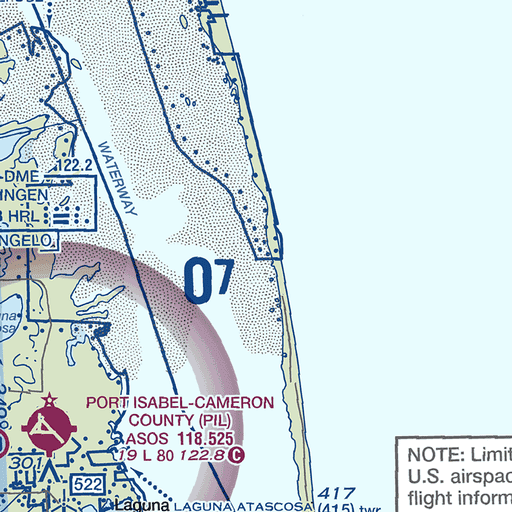 122.2
WATERWAY
-DME
HRL
NGELO
07
PORT ISABEL-CAMERON
COUNTY (PIL)
ASOS 118.525
19 L 80 122.8 C
301
522
Laguna
LAGUNA ATASCOSA
417
(415) twr
NOTE: Limit
U.S. airspac
flight inform